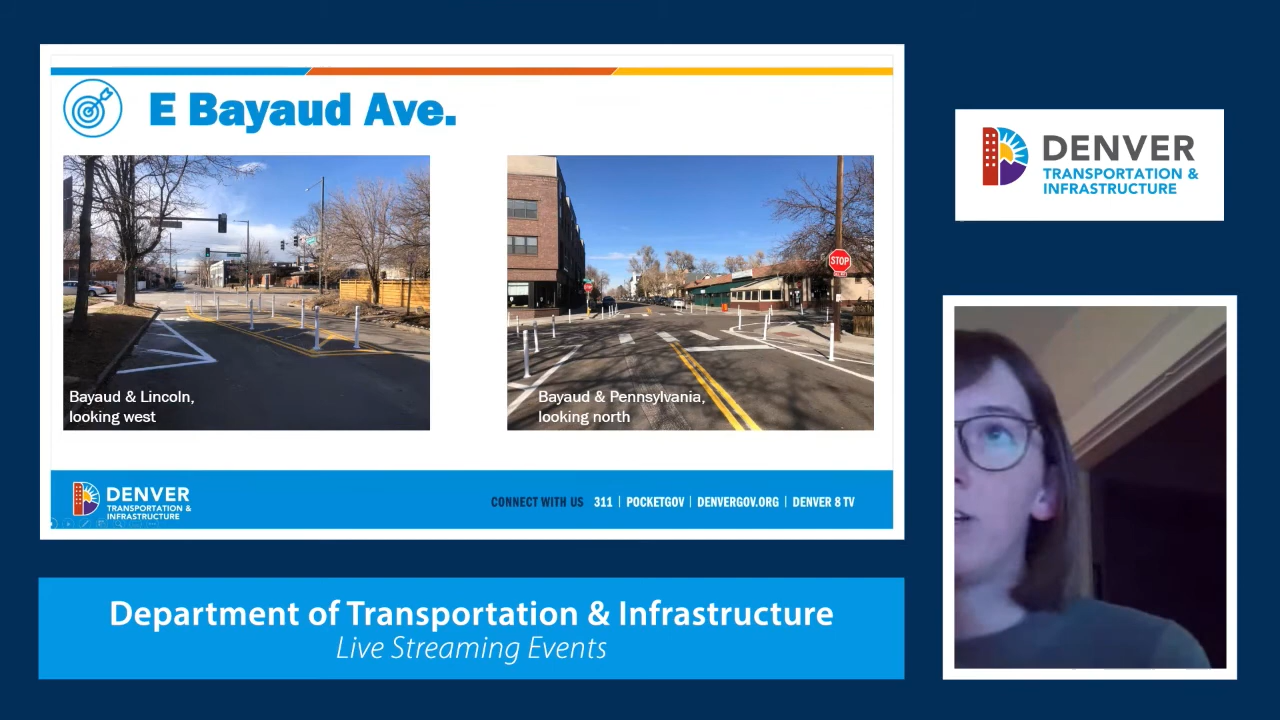 E Bayaud Ave.
Bayaud & Lincoln,
looking west
STOP
Bayaud & Pennsylvania,
looking north
DENVER
TRANSPORTATION &
INFRASTRUCTURE
CONNECT WITH US 311 | POCKETGOV | DENVERGOV.ORG | DENVER 8 TV
DENVER
TRANSPORTATION &
INFRASTRUCTURE
Department of Transportation & Infrastructure
Live Streaming Events